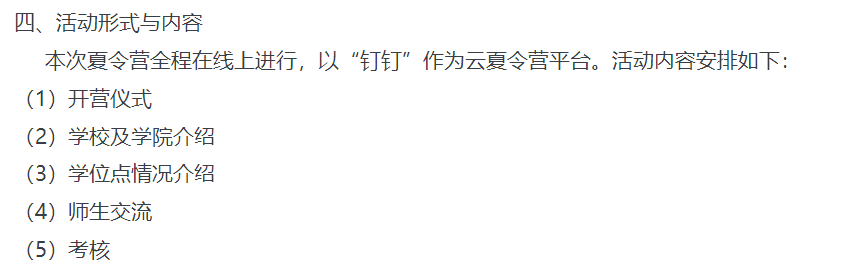 四、活动形式与内容
本次夏令营全程在线上进行，以“钉钉”作为云夏令营平台。活动内容安排如下：
（1）开营仪式
（2）学校及学院介绍
（3）学位点情况介绍
（4）师生交流
（5）考核